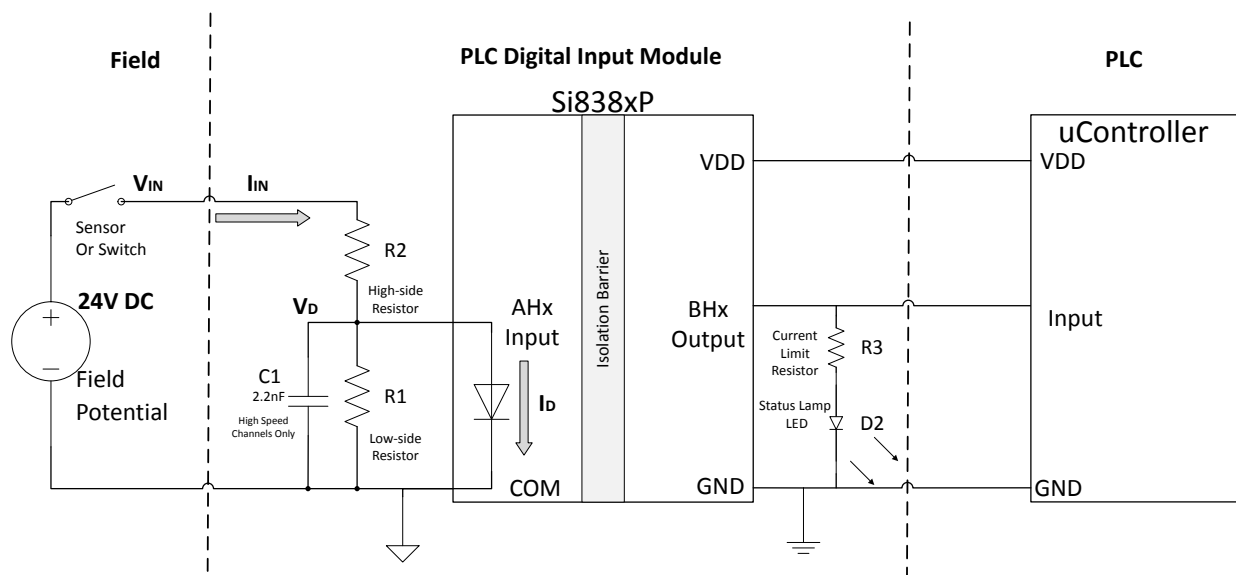 Field
PLC Digital Input Module
PLC
Si838xP
uController
VDD
VDD
VIN
IIN
Sensor
Or Switch
R2
High-side
Resistor
24V DC
VD
AHx
Input
Isolation Barrier
BHx
Output
Input
Field
Potential
C1
2.2nF
High Speed
Channels Only
R1
Low-side
Resistor
ID
Current
Limit
Resistor
R3
Status Lamp
LED
D2
COM
GND
GND